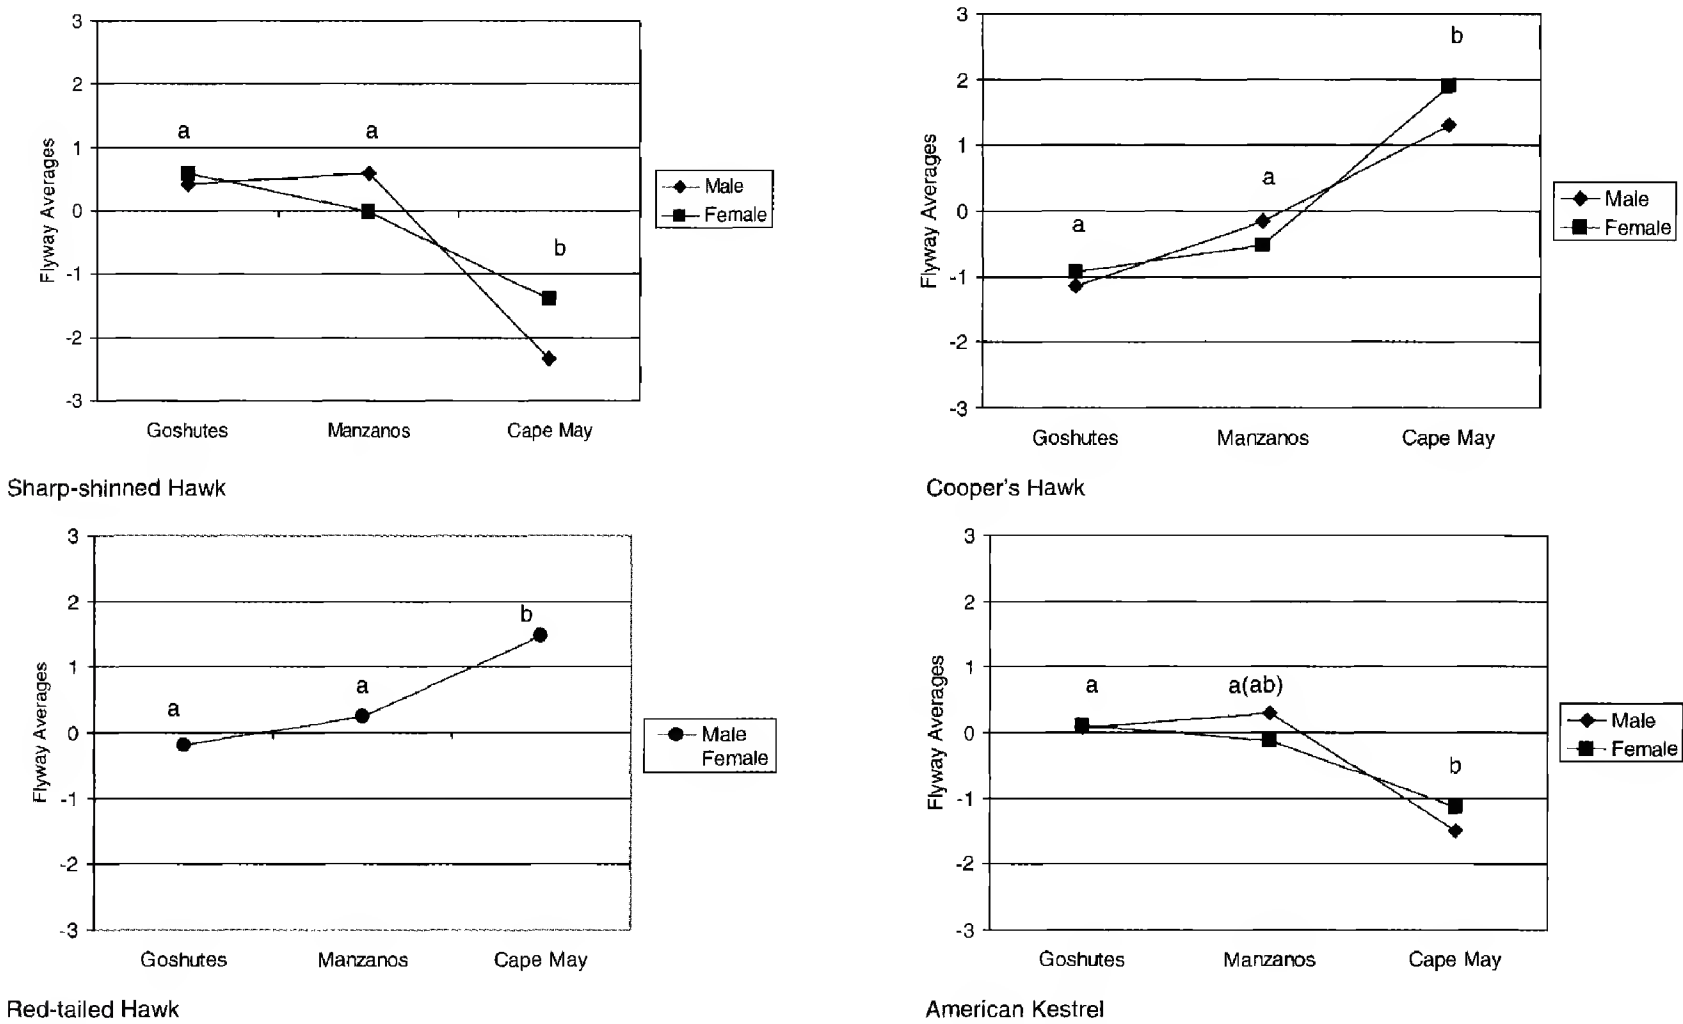 3
2
1
0
-1
-2
-3
Flyway Averages
a
a
b
Goshutes Manzanos Cape May
Male
Female
Sharp-shinned Hawk
3
2
1
0
-1
-2
-3
Flyway Averages
a
a
b
Goshutes Manzanos Cape May
Male
Female
Cooper's Hawk
3
2
1
0
-1
-2
-3
Flyway Averages
a
a
b
Goshutes Manzanos Cape May
Male
Female
Red-tailed Hawk
3
2
1
0
-1
-2
-3
Flyway Averages
a
a(ab)
b
Goshutes Manzanos Cape May
Male
Female
American Kestrel